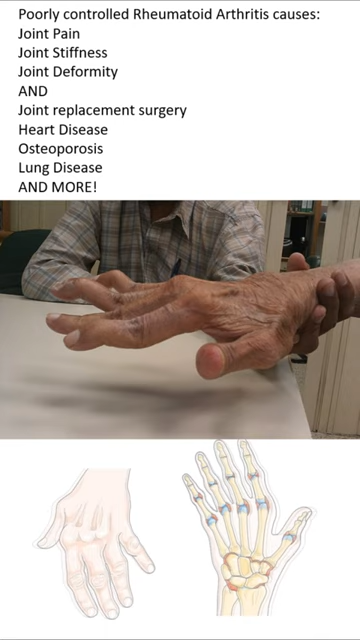 Poorly controlled Rheumatoid Arthritis causes:
Joint Pain
Joint Stiffness
Joint Deformity
AND
Joint replacement surgery
Heart Disease
Osteoporosis
Lung Disease
AND MORE!